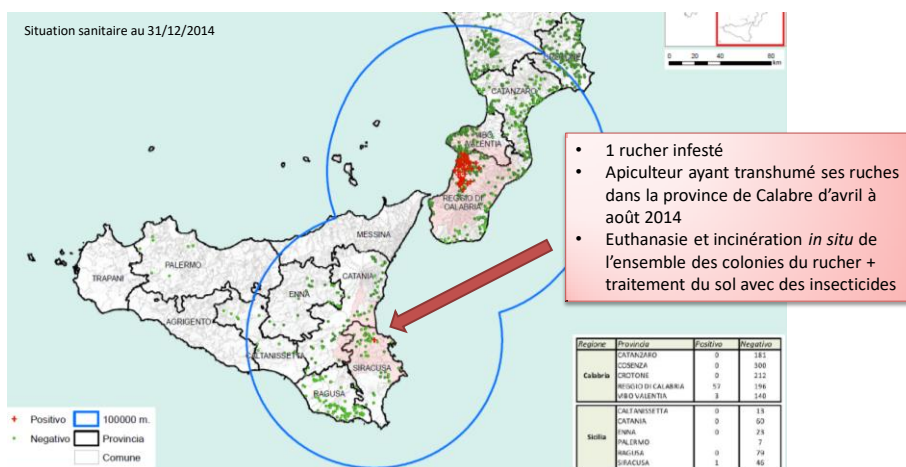 Situation sanitaire au 31/12/2014
0 20 40 80
km
CATANZARO
VIBO
VALENTIA
REGGIO DI
CALABRIA
MESSINA
PALERMO
TRAPANI
CATANIA
ENNA
AGRIGENTO
CALTANISSETTA
SIRACUSA
RAGUSA
• 1 rucher infesté
• Apiculteur ayant transhumé ses ruches
dans la province de Calabre d’avril à
août 2014
• Euthanasie et incinération in situ de
l’ensemble des colonies du rucher +
traitement du sol avec des insecticides
+ Positivo 100000 m.
Negativo Provincia
Comune
Regione Provincia Positivo Negativo
Calabria
CATANZARO 0 181
COSENZA 0 300
CROTONE 0 212
REGGIO DI CALABRIA 57 196
VIBO VALENTIA 3 140
Sicilia
CALTANISSETTA 0 13
CATANIA 0 60
ENNA 0 23
PALERMO 7
RAGUSA 0 79
SIRACUSA 1 46